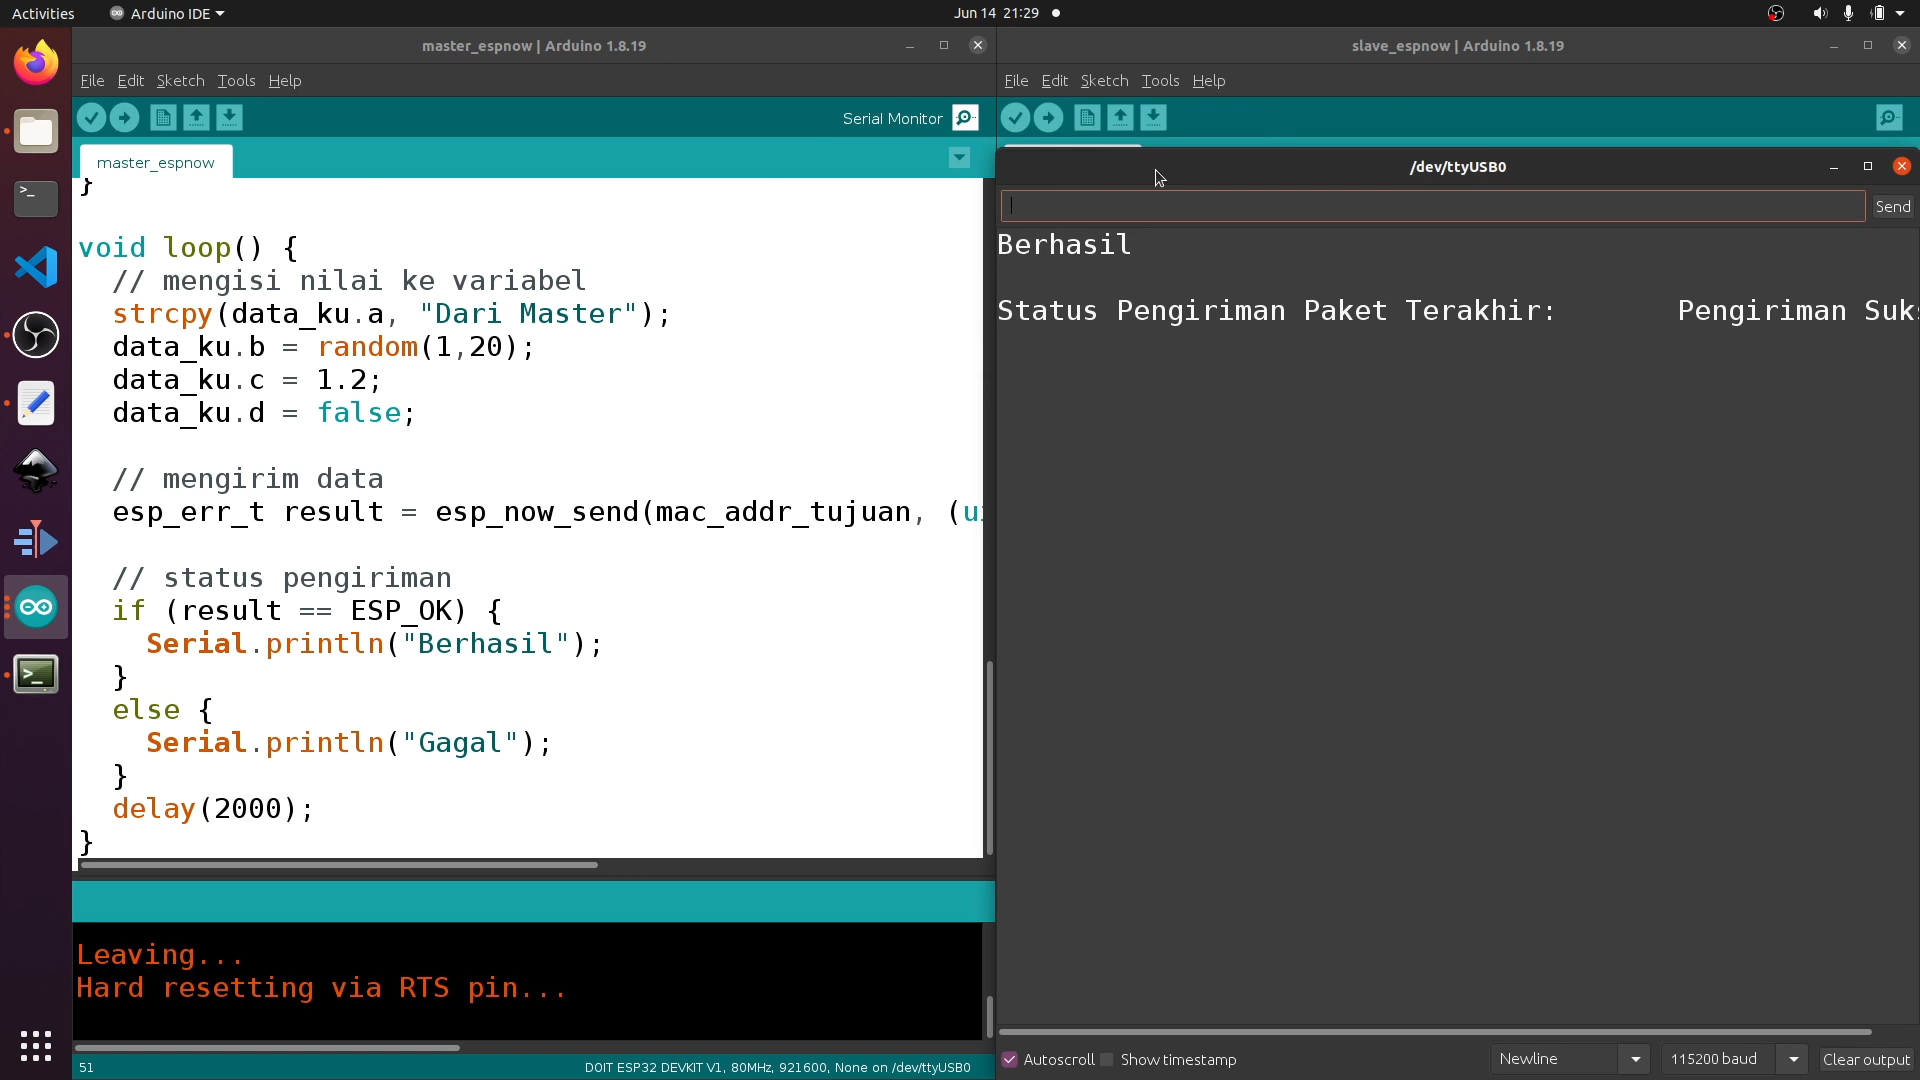 Activities
Arduino IDE
Jun 14 21:29
master_espnow | Arduino 1.8.19
File Edit Sketch Tools Help
Serial Monitor
master_espnow
}
void loop() {
// mengisi nilai ke variabel
strcpy(data_ku.a, "Dari Master");
data_ku.b = random(1,20);
data_ku.c = 1.2;
data_ku.d = false;
// mengirim data
esp_err_t result = esp_now_send(mac_addr_tujuan, (u
// status pengiriman
if (result == ESP_OK) {
Serial.println("Berhasil");
}
else {
Serial.println("Gagal");
}
delay(2000);
}
Leaving...
Hard resetting via RTS pin...
51
DOIT ESP32 DEVKIT V1, 80MHz, 921600, None on /dev/ttyUSB0
slave_espnow | Arduino 1.8.19
File Edit Sketch Tools Help
/dev/ttyUSB0
Send
Berhasil
Status Pengiriman Paket Terakhir: Pengiriman Suk
Autoscroll
Show timestamp
Newline
115200 baud
Clear output